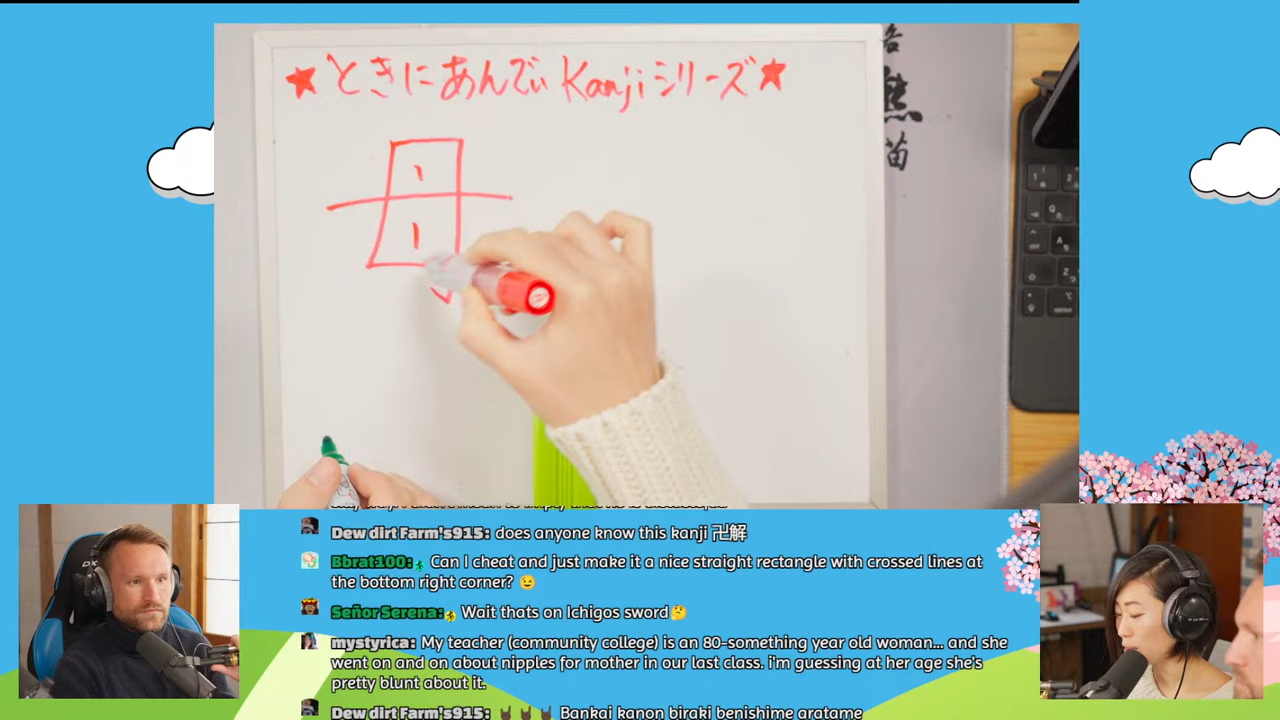 ★ときにあんでぃKanjiシリーズ★
母
Dew dirt Farm's915: does anyone know this kanji 卍解
Bbrat100: Can I cheat and just make it a nice straight rectangle with crossed lines at
the bottom right corner? 😉
SeñorSerena: Wait thats on Ichigos sword🤔
mystyrica: My teacher (community college) is an 80-something year old woman... and she
went on and on about nipples for mother in our last class. i'm guessing at her age she's
pretty blunt about it.
Dew dirt Farm's915: 🤘🏿🤘🏿🤘🏿 Bankai kanon biraki benishime aratame